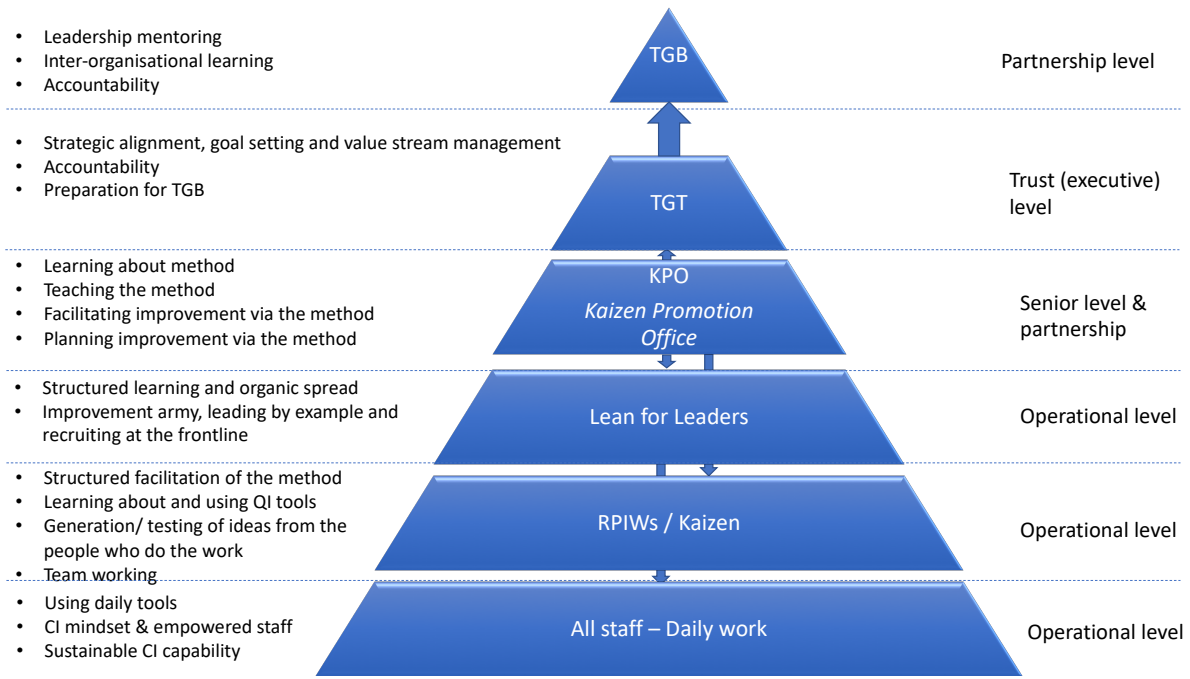 • Leadership mentoring
• Inter-organisational learning
• Accountability
TGB
Partnership level
• Strategic alignment, goal setting and value stream management
• Accountability
• Preparation for TGB
TGT
Trust (executive)
level
• Learning about method
• Teaching the method
• Facilitating improvement via the method
• Planning improvement via the method
KPO
Kaizen Promotion
Office
Senior level &
partnership
• Structured learning and organic spread
• Improvement army, leading by example and
recruiting at the frontline
Lean for Leaders
Operational level
• Structured facilitation of the method
• Learning about and using QI tools
• Generation/ testing of ideas from the
people who do the work
• Team working
RPIWs / Kaizen
Operational level
• Using daily tools
• CI mindset & empowered staff
• Sustainable CI capability
All staff – Daily work
Operational level